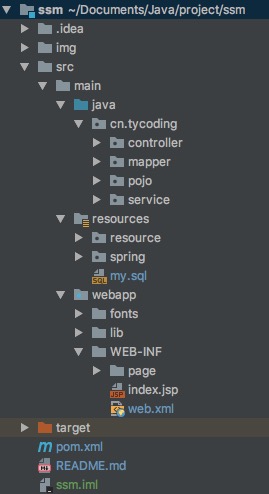 ssm ~/Documents/Java/project/ssm
.idea
img
src
main
java
cn.tycoding
controller
mapper
pojo
service
resources
resource
spring
my.sql
webapp
fonts
lib
WEB-INF
page
index.jsp
web.xml
target
pom.xml
README.md
ssm.iml